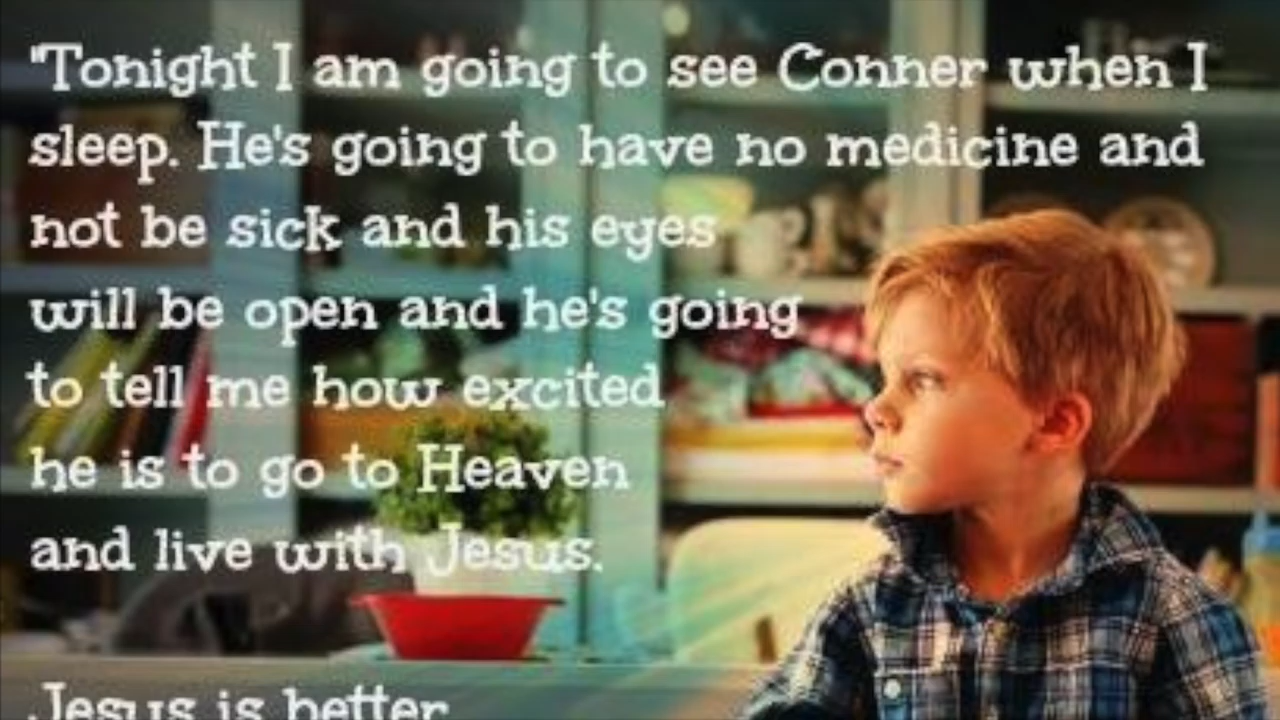 "Tonight I am going to see Conner when I
sleep. He's going to have no medicine and
not be sick and his eyes
will be open and he's going
to tell me how excited
he is to go to Heaven
and live with Jesus.
Jesus is better